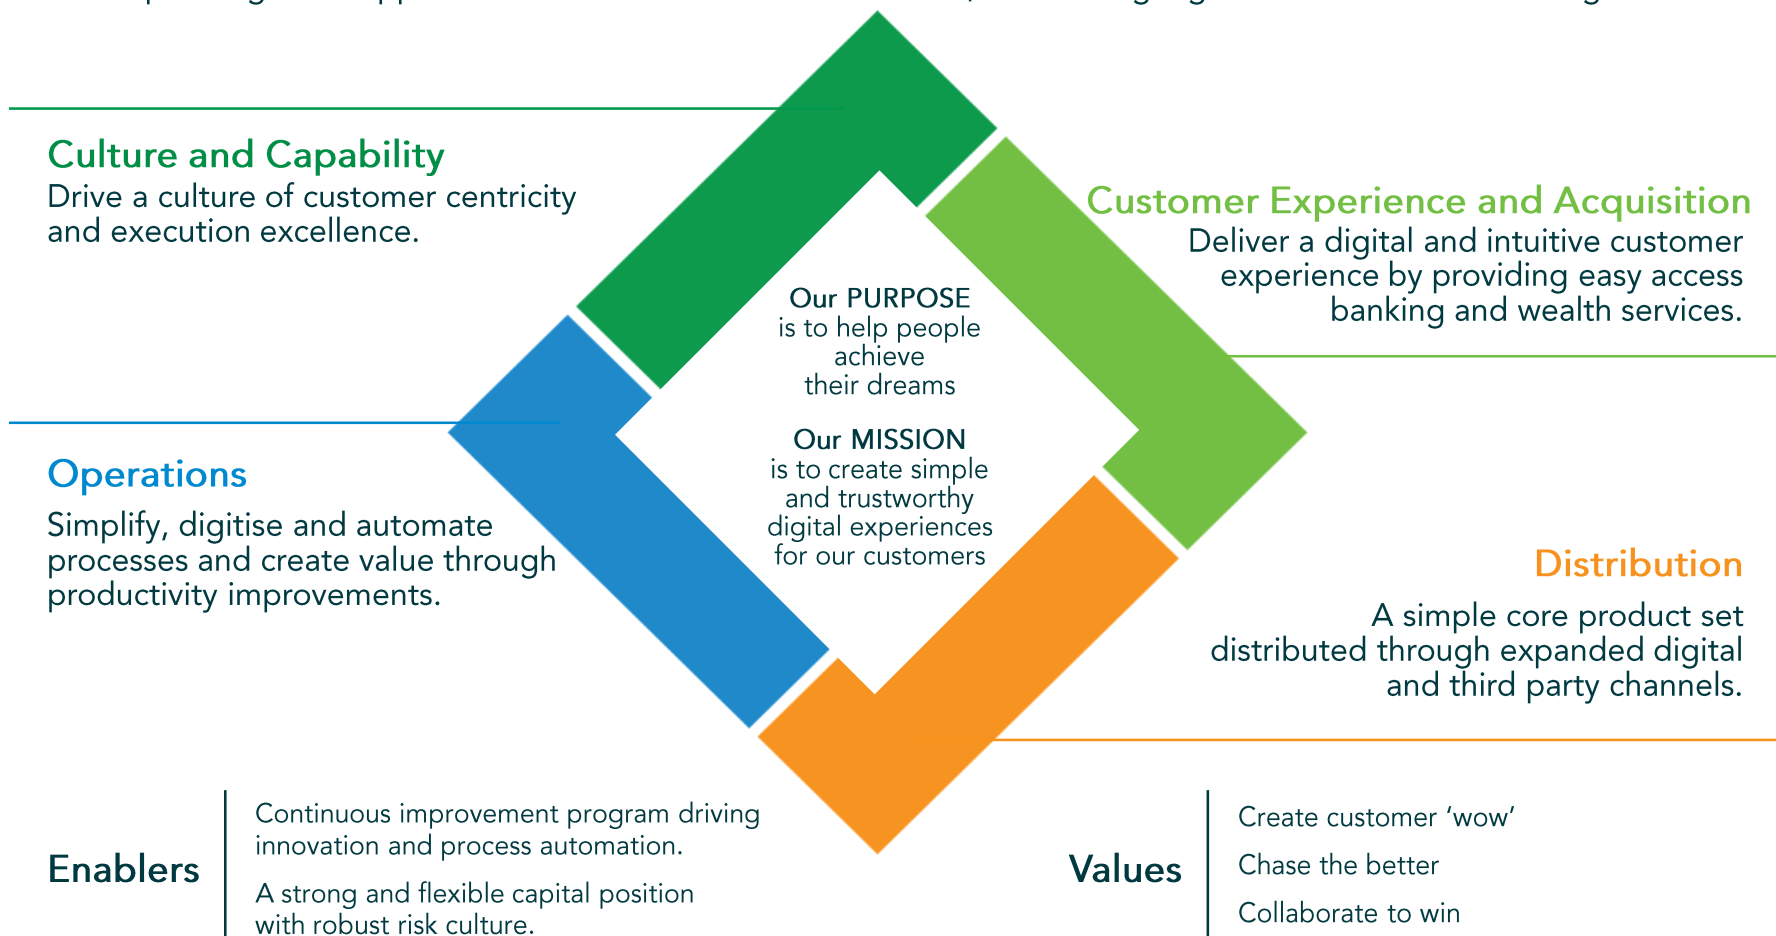 Culture and Capability
Drive a culture of customer centricity
and execution excellence.
Customer Experience and Acquisition
Deliver a digital and intuitive customer
experience by providing easy access
banking and wealth services.
Our PURPOSE
is to help people
achieve
their dreams
Our MISSION
is to create simple
and trustworthy
digital experiences
for our customers
Operations
Simplify, digitise and automate
processes and create value through
productivity improvements.
Distribution
A simple core product set
distributed through expanded digital
and third party channels.
Enablers
Continuous improvement program driving
innovation and process automation.
A strong and flexible capital position
with robust risk culture.
Values
Create customer ‘wow’
Chase the better
Collaborate to win